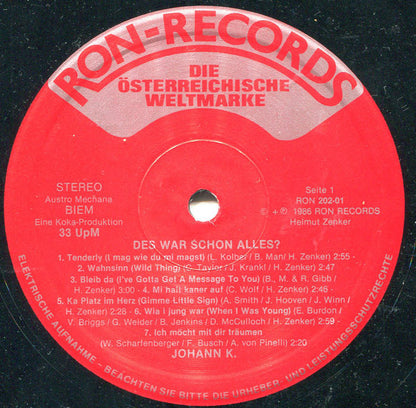 RON-RECORDS
DIE
ÖSTERREICHISCHE
WELTMARKE
STEREO
Austro Mechana
BIEM
Eine Koka-Produktion
33 UpM
Seite 1
RON 202-01
© + ℗ 1986 RON RECORDS
Helmut Zenker
DES WAR SCHON ALLES?
1. Tenderly (I mag wie du mi magst) (L. Kolbe/ B. Man/ H. Zenker) 2:55 -
2. Wahnsinn (Wild Thing) (C. Taylor / J. Krankl / H. Zenker) 2:47
3. Bleib da (I've Gotta Get A Message To You) (B., M. & R. Gibb /
H. Zenker) 3:00 - 4. Mi halt kaner auf (C. Wolf / H. Zenker) 2:56 -
5. Ka Platz im Herz (Gimme-Little Sign) (A. Smith / J. Hooven / J. Winn /
H. Zenker) 2:28 - 6. Wia i jung war (When I Was Young) (E. Burdon /
V. Briggs / G. Weider / B. Jenkins / D. McCulloch / H. Zenker) 3:10
7. Ich möcht mit dir träumen
(W. Scharfenberger / F. Busch / A. von Pinelli) 2:20
JOHANN K.
ELEKTRISCHE AUFNAHME – BEACHTEN SIE BITTE DIE URHEBER- UND LEISTUNGSSCHUTZRECHTE